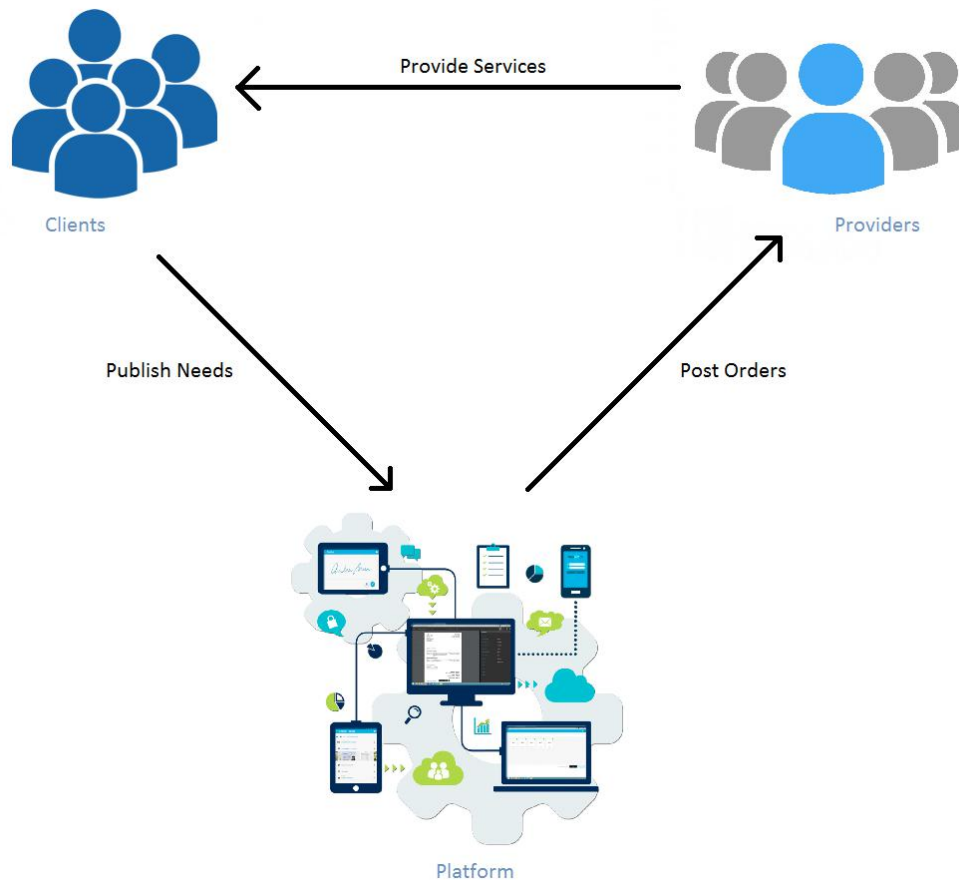 Provide Services
Clients
Providers
Publish Needs
Post Orders
Platform